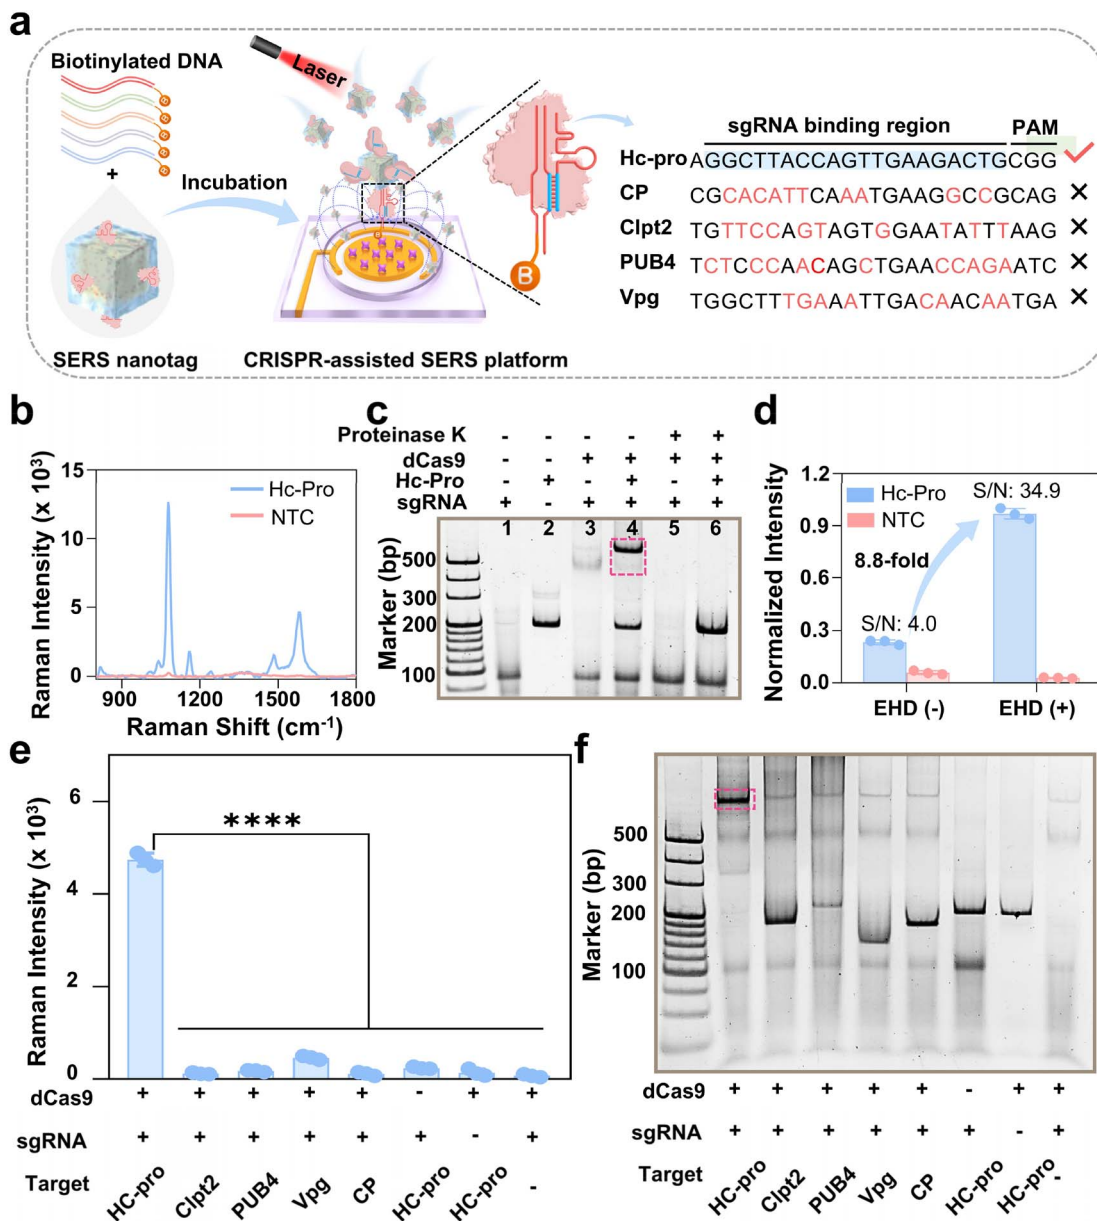 a
Biotinylated DNA
B
B
B
B
B
+
Incubation
SERS nanotag
Laser
CRISPR-assisted SERS platform
B
sgRNA binding region PAM
Hc-pro AGGCTTACCAGTTGAAGACTGCGG ✓
CP CGCACATTCAAATGAAGGCCGCAG ×
Clpt2 TGTTCCAGTAGTGGAATATTTAAG ×
PUB4 TCTCCCAACAGCTGAACCAGAATC ×
Vpg TGGCTTTGAAATTGACAACAATGA ×
b
Raman Intensity (x 10³)
15
10
5
0
Hc-Pro
NTC
900 1200 1500 1800
Raman Shift (cm⁻¹)
c
Proteinase K - - - - + +
dCas9 - - + + + +
Hc-Pro - + - + - +
sgRNA + - + + + +
1 2 3 4 5 6
Marker (bp)
500
300
200
100
d
Normalized Intensity
1.2
0.9
0.6
0.3
0.0
Hc-Pro
NTC
S/N: 34.9
8.8-fold
S/N: 4.0
EHD (-) EHD (+)
e
Raman Intensity (x 10³)
6
4
2
0
****
dCas9 + + + + + - + +
sgRNA + + + + + + - +
Target HC-pro Clpt2 PUB4 Vpg CP HC-pro HC-pro -
f
Marker (bp)
500
300
200
100
dCas9 + + + + + - + +
sgRNA + + + + + + - +
Target HC-pro Clpt2 PUB4 Vpg CP HC-pro HC-pro -